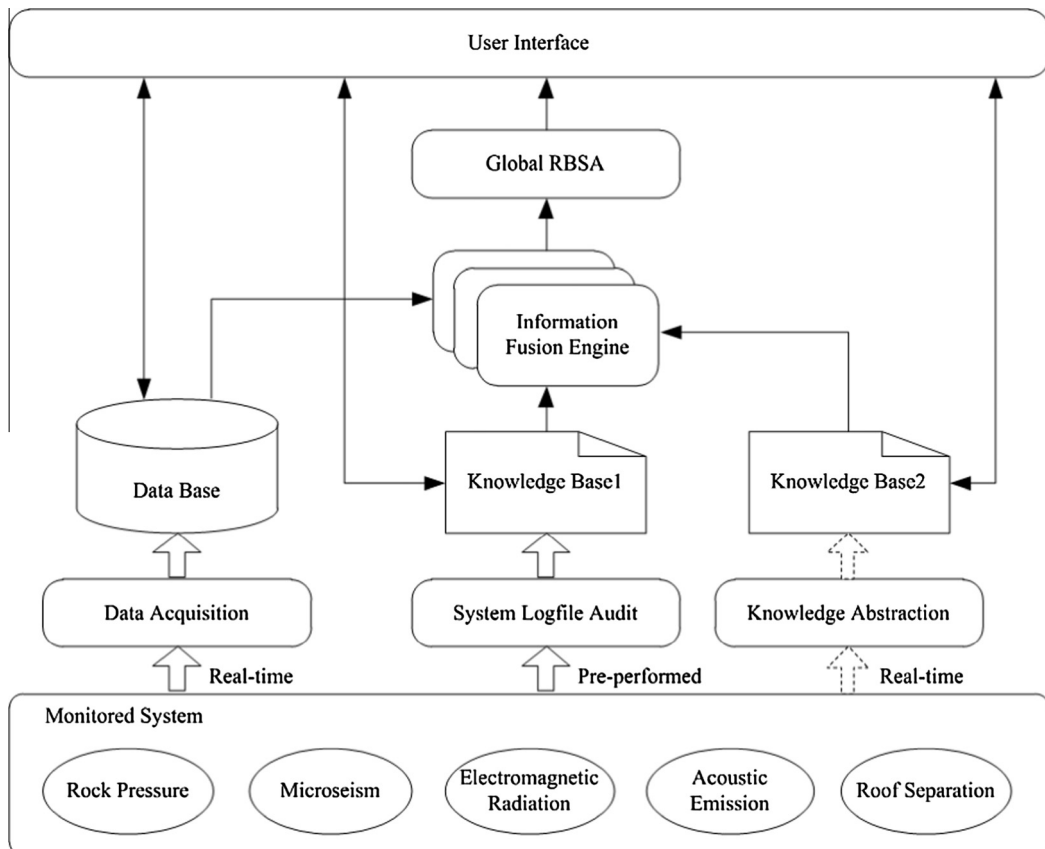 User Interface
Global RBSA
Information
Fusion Engine
Data Base
Knowledge Base1
Knowledge Base2
Data Acquisition
System Logfile Audit
Knowledge Abstraction
Real-time
Pre-performed
Real-time
Monitored System
Rock Pressure
Microseism
Electromagnetic
Radiation
Acoustic
Emission
Roof Separation